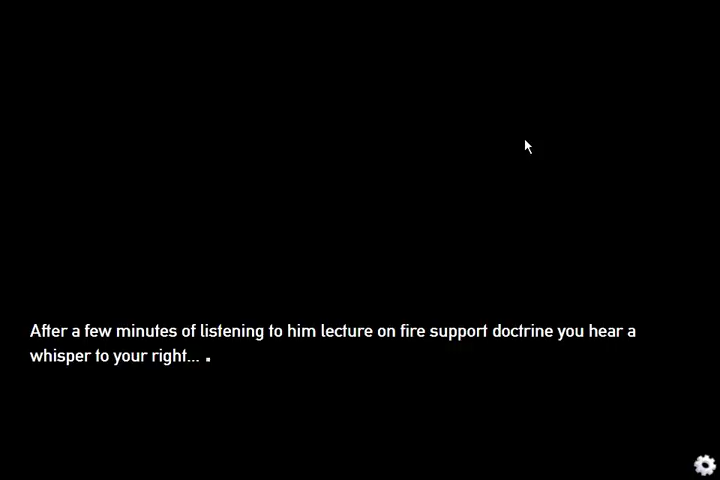 After a few minutes of listening to him lecture on fire support doctrine you hear a
whisper to your right... .